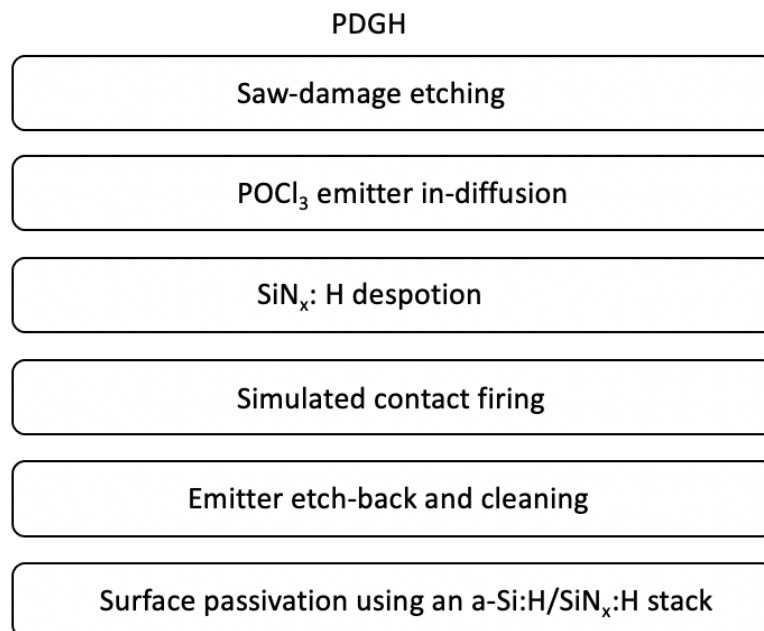 PDGH
Saw-damage etching
POCl₃ emitter in-diffusion
SiNₓ: H despotion
Simulated contact firing
Emitter etch-back and cleaning
Surface passivation using an a-Si:H/SiNₓ:H stack